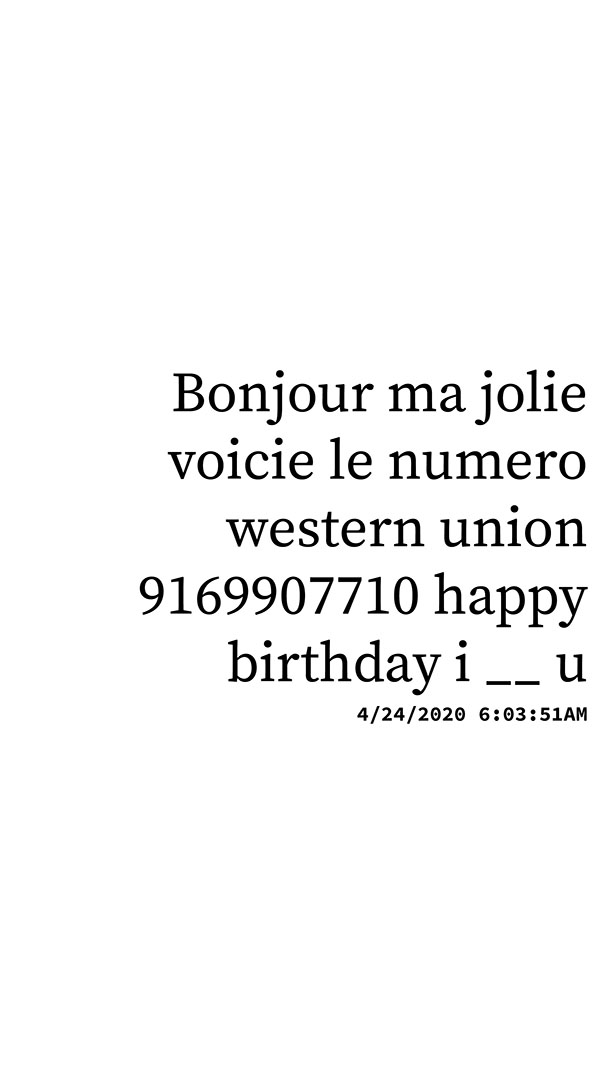 Bonjour ma jolie
voicie le numero
western union
9169907710 happy
birthday i __ u
4/24/2020 6:03:51AM